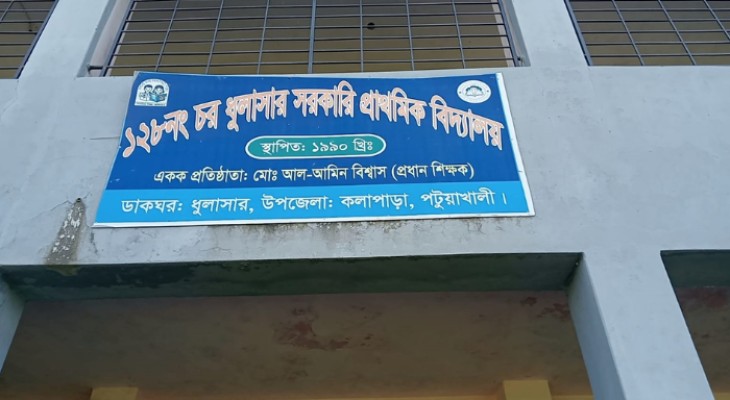 ১২৮নং চর ধুলাসার সরকারি প্রাথমিক বিদ্যালয়
স্থাপিত: ১৯৯০ খ্রিঃ
একক প্রতিষ্ঠাতা: মোঃ আল-আমিন বিশ্বাস (প্রধান শিক্ষক)
ডাকঘর: ধুলাসার, উপজেলা: কলাপাড়া, পটুয়াখালী।